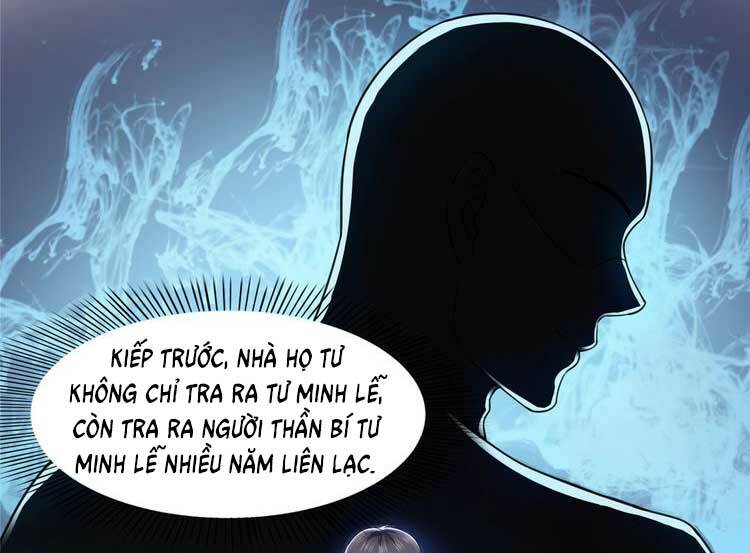 KIẾP TRƯỚC, NHÀ HỌ TƯ
KHÔNG CHỈ TRA RA TƯ MINH LỄ,
CÒN TRA RA NGƯỜI THẦN BÍ TƯ
MINH LỄ NHIỀU NĂM LIÊN LẠC.